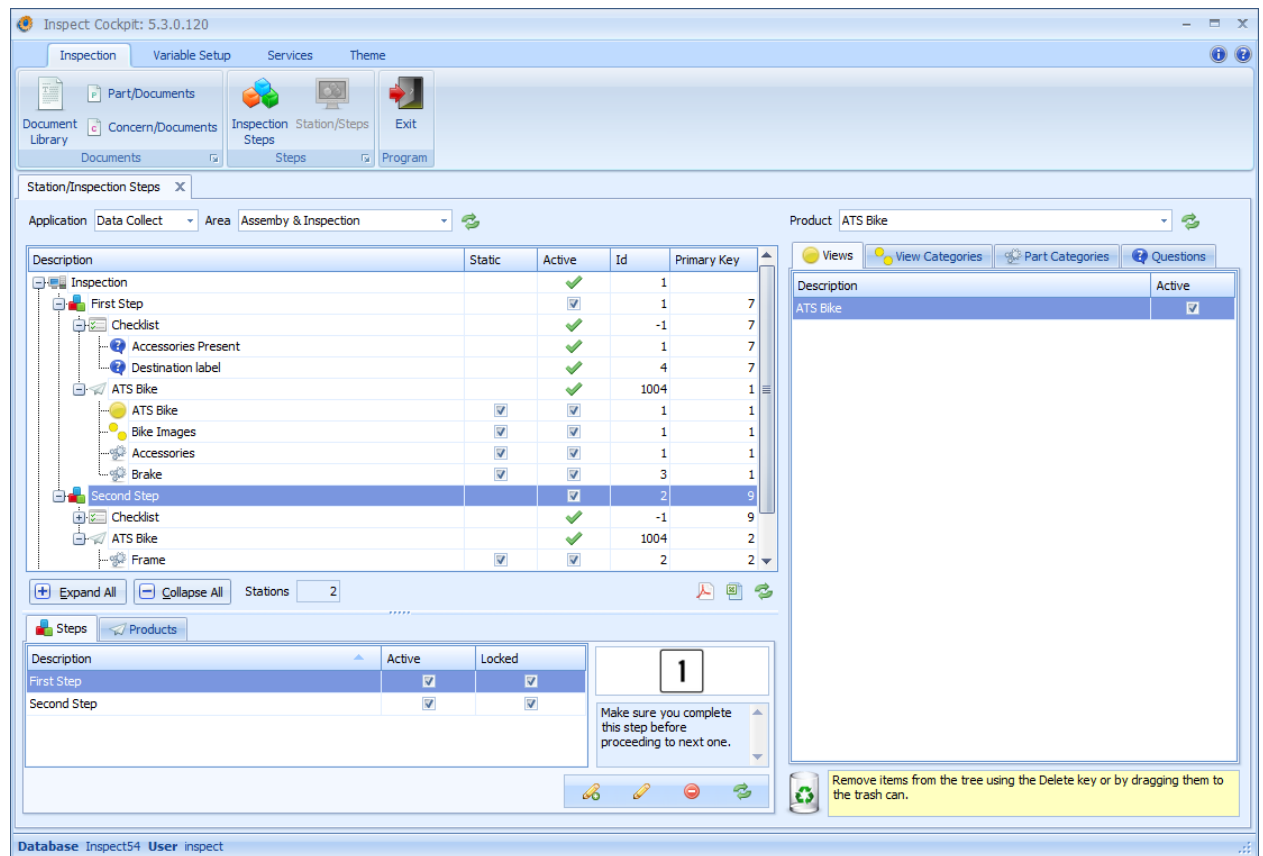 Inspect Cockpit: 5.3.0.120
Inspection Variable Setup Services Theme
Document Library
Part/Documents
Concern/Documents
Documents
Inspection Steps
Station/Steps
Steps
Exit
Program
Station/Inspection Steps X
Application Data Collect Area Assemby & Inspection
Description Static Active Id Primary Key
Inspection 1
First Step 1 7
Checklist -1 7
Accessories Present 1 7
Destination label 4 7
ATS Bike 1004 1
ATS Bike 1 1
Bike Images 1 1
Accessories 1 1
Brake 3 1
Second Step 2 9
Checklist -1 9
ATS Bike 1004 2
Frame 2 2
Expand All Collapse All Stations 2
Steps Products
Description Active Locked
First Step
Second Step
1
Make sure you complete
this step before
proceeding to next one.
Product ATS Bike
Views View Categories Part Categories Questions
Description Active
ATS Bike
Remove items from the tree using the Delete key or by dragging them to
the trash can.
Database Inspect54 User inspect